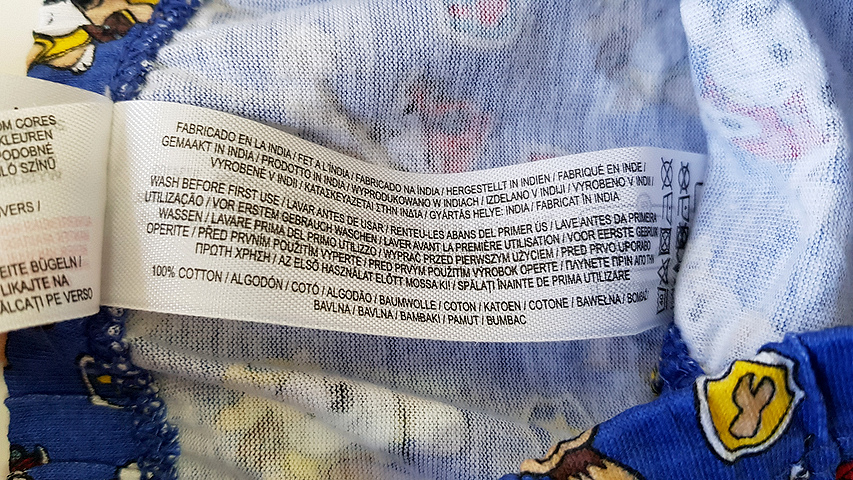 OM CORES
KLEUREN
PODOBNÉ
LÓ SZÍNŰ
VERS /
EITE BÜGELN /
LIKAJTE NA
ĂLCAȚI PE VERSO
FABRICADO EN LA INDIA / FET A L'ÍNDIA / FABRICADO NA ÍNDIA / HERGESTELLT IN INDIEN / FABRIQUÉ EN INDE /
GEMAAKT IN INDIA / PRODOTTO IN INDIA / WYPRODUKOWANO W INDIACH / IZDELANO V INDIJI / VYROBENO V INDII /
VYROBENÉ V INDII / ΚΑΤΑΣΚΕΥΑΖΕΤΑΙ ΣΤΗΝ ΙΝΔΙΑ / GYÁRTÁS HELYE: INDIA / FABRICAT ÎN INDIA
WASH BEFORE FIRST USE / LAVAR ANTES DE USAR / RENTEU-LES ABANS DEL PRIMER ÚS / LAVE ANTES DA PRIMEIRA
UTILIZAÇÃO / VOR ERSTEM GEBRAUCH WASCHEN / LAVER AVANT LA PREMIÈRE UTILISATION / VOOR EERSTE GEBRUIK
WASSEN / LAVARE PRIMA DEL PRIMO UTILIZZO / WYPRAĆ PRZED PIERWSZYM UŻYCIEM / PRED PRVO UPORABO
OPERITE / PŘED PRVNÍM POUŽITÍM VYPERTE / PRED PRVÝM POUŽITÍM VÝROBOK OPERTE / ΠΛΥΝΕΤΕ ΠΡΙΝ ΑΠΟ ΤΗΝ
ΠΡΩΤΗ ΧΡΗΣΗ / AZ ELSŐ HASZNÁLAT ELŐTT MOSSA KI! / SPĂLAȚI ÎNAINTE DE PRIMA UTILIZARE
100% COTTON / ALGODÓN / COTÓ / ALGODÃO / BAUMWOLLE / COTON / KATOEN / COTONE / BAWEŁNA / BOMBAŽ
BAVLNA / BAVLNA / ΒΑΜΒΑΚΙ / PAMUT / BUMBAC